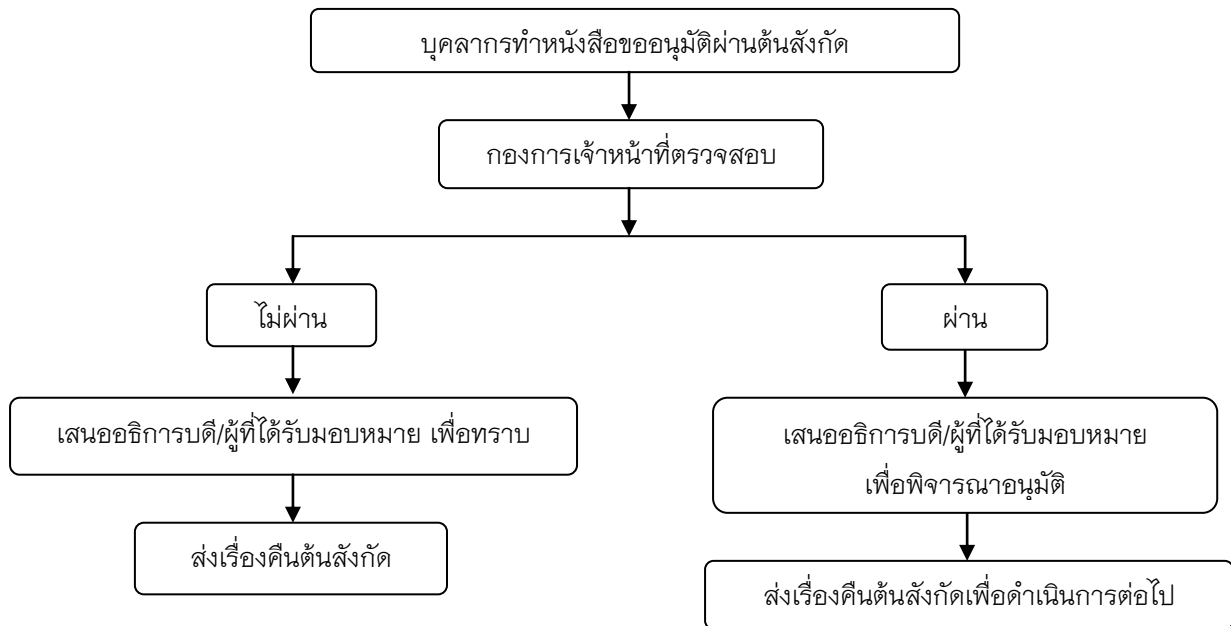 บุคลากรทำหนังสือขออนุมัติผ่านต้นสังกัด
กองการเจ้าหน้าที่ตรวจสอบ
ไม่ผ่าน
ผ่าน
เสนออธิการบดี/ผู้ที่ได้รับมอบหมาย เพื่อทราบ
เสนออธิการบดี/ผู้ที่ได้รับมอบหมาย
เพื่อพิจารณาอนุมัติ
ส่งเรื่องคืนต้นสังกัด
ส่งเรื่องคืนต้นสังกัดเพื่อดำเนินการต่อไป